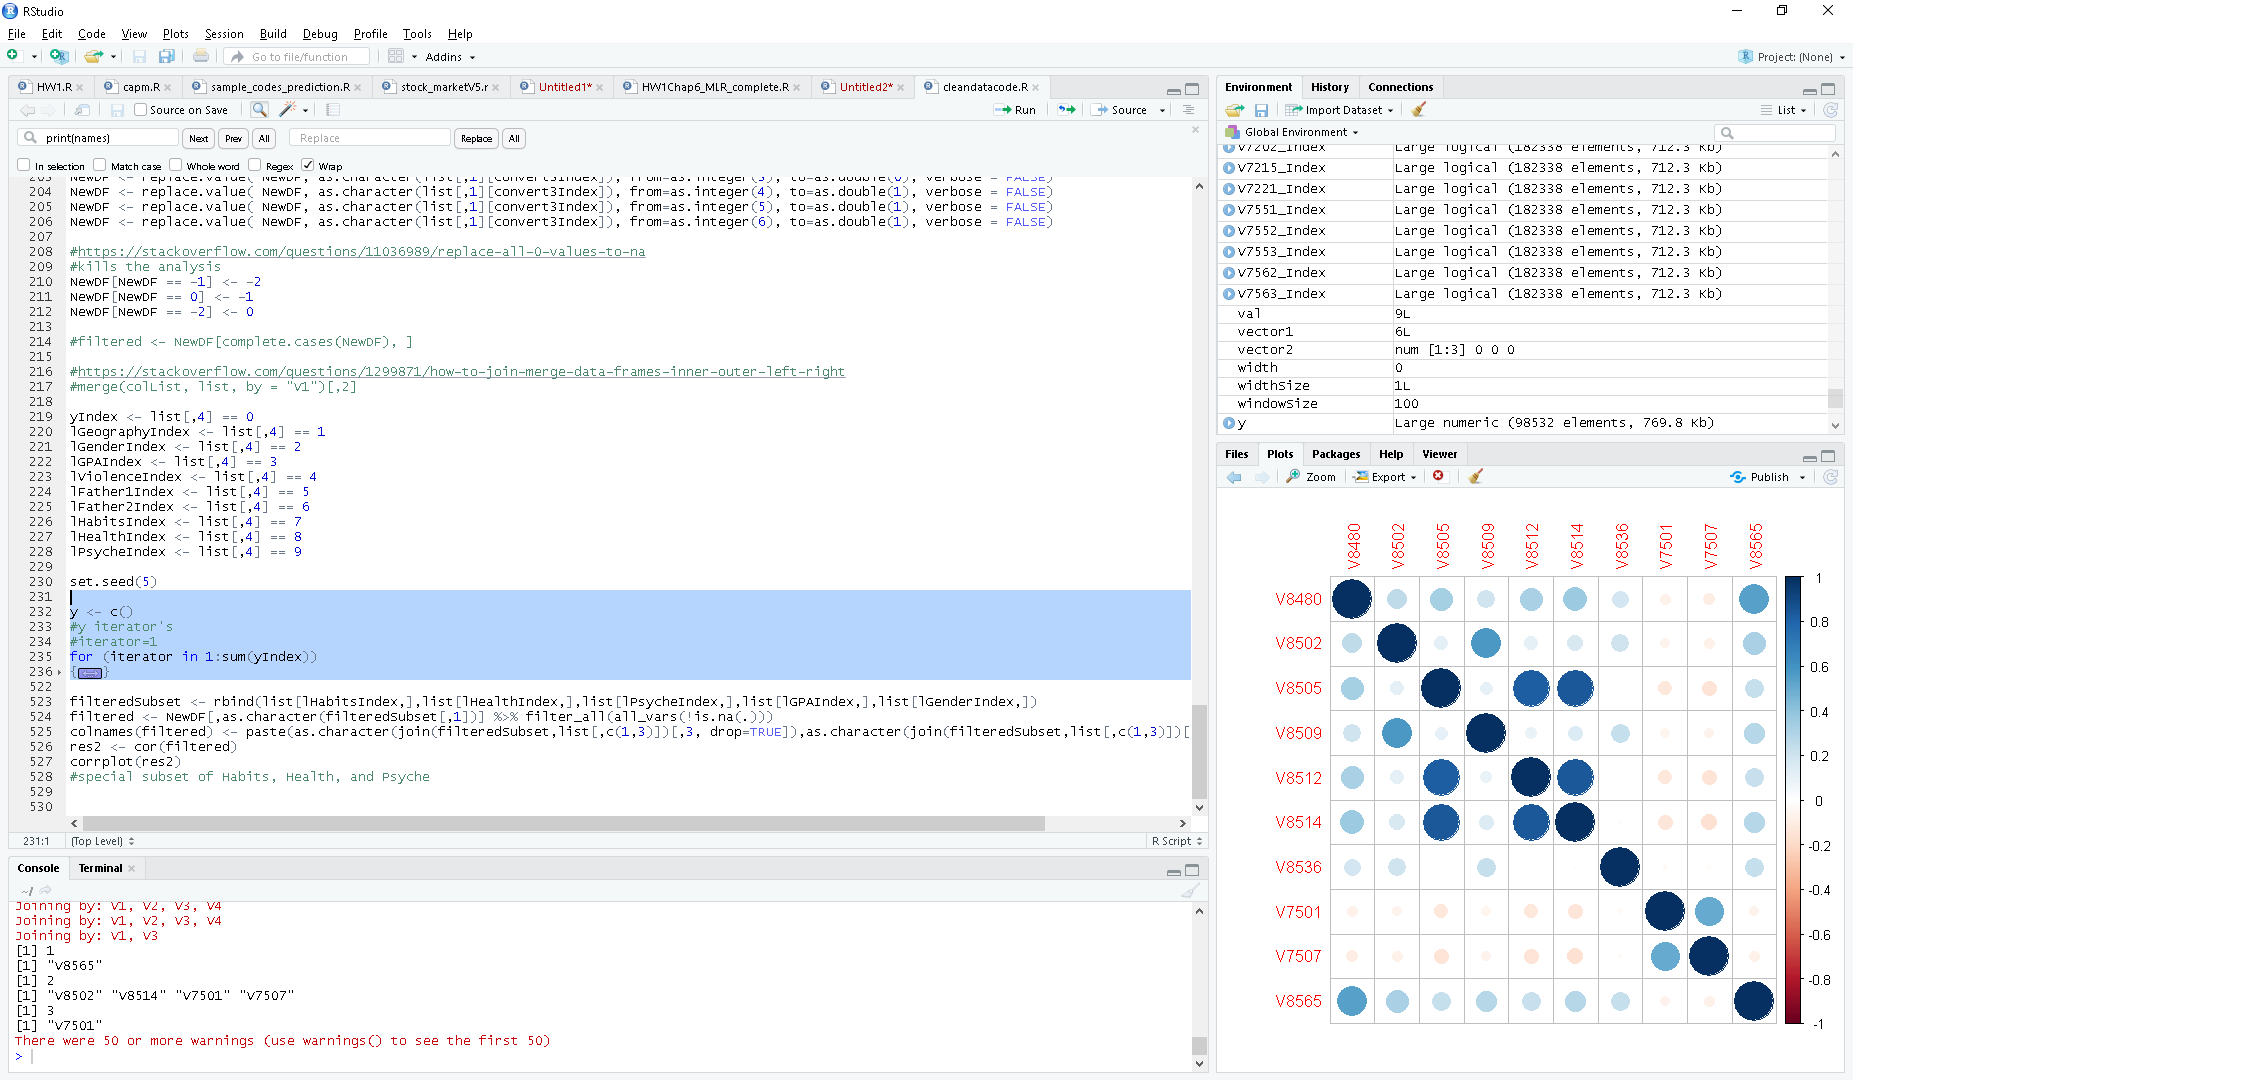 RStudio
File Edit Code View Plots Session Build Debug Profile Tools Help
Go to file/function Addins Project: (None)
HW1.R capm.R sample_codes_prediction.R stock_marketV5.r Untitled1* HW1Chap6_MLR_complete.R Untitled2* cleandatacode.R
Source on Save Run Source
print(names) Next Prev All Replace Replace All
In selection Match case Whole word Regex Wrap
203 NewDF <- replace.value( NewDF, as.character(list[,1][convert3Index]), from=as.integer(3), to=as.double(0), verbose = FALSE)
204 NewDF <- replace.value( NewDF, as.character(list[,1][convert3Index]), from=as.integer(4), to=as.double(1), verbose = FALSE)
205 NewDF <- replace.value( NewDF, as.character(list[,1][convert3Index]), from=as.integer(5), to=as.double(1), verbose = FALSE)
206 NewDF <- replace.value( NewDF, as.character(list[,1][convert3Index]), from=as.integer(6), to=as.double(1), verbose = FALSE)
207
208 #https://stackoverflow.com/questions/11036989/replace-all-0-values-to-na
209 #kills the analysis
210 NewDF[NewDF == -1] <- -2
211 NewDF[NewDF == 0] <- -1
212 NewDF[NewDF == -2] <- 0
213
214 #filtered <- NewDF[complete.cases(NewDF), ]
215
216 #https://stackoverflow.com/questions/1299871/how-to-join-merge-data-frames-inner-outer-left-right
217 #merge(colList, list, by = "V1")[,2]
218
219 yIndex <- list[,4] == 0
220 lGeographyIndex <- list[,4] == 1
221 lGenderIndex <- list[,4] == 2
222 lGPAIndex <- list[,4] == 3
223 lViolenceIndex <- list[,4] == 4
224 lFather1Index <- list[,4] == 5
225 lFather2Index <- list[,4] == 6
226 lHabitsIndex <- list[,4] == 7
227 lHealthIndex <- list[,4] == 8
228 lPsycheIndex <- list[,4] == 9
229
230 set.seed(5)
231
232 y <- c()
233 #y iterator's
234 #iterator=1
235 for (iterator in 1:sum(yIndex))
236 {}
522
523 filteredSubset <- rbind(list[lHabitsIndex,],list[lHealthIndex,],list[lPsycheIndex,],list[lGPAIndex,],list[lGenderIndex,])
524 filtered <- NewDF[,as.character(filteredSubset[,1])] %>% filter_all(all_vars(!is.na(.)))
525 colnames(filtered) <- paste(as.character(join(filteredSubset,list[,c(1,3)])[,3, drop=TRUE]),as.character(join(filteredSubset,list[,c(1,3)])[
526 res2 <- cor(filtered)
527 corrplot(res2)
528 #special subset of Habits, Health, and Psyche
529
530
231:1 (Top Level) R Script
Console Terminal
~/
Joining by: V1, V2, V3, V4
Joining by: V1, V2, V3, V4
Joining by: V1, V3
[1] 1
[1] "V8565"
[1] 2
[1] "V8502" "V8514" "V7501" "V7507"
[1] 3
[1] "V7501"
There were 50 or more warnings (use warnings() to see the first 50)
>
Environment History Connections
Import Dataset List
Global Environment
V7202_Index Large logical (182338 elements, 712.3 Kb)
V7215_Index Large logical (182338 elements, 712.3 Kb)
V7221_Index Large logical (182338 elements, 712.3 Kb)
V7551_Index Large logical (182338 elements, 712.3 Kb)
V7552_Index Large logical (182338 elements, 712.3 Kb)
V7553_Index Large logical (182338 elements, 712.3 Kb)
V7562_Index Large logical (182338 elements, 712.3 Kb)
V7563_Index Large logical (182338 elements, 712.3 Kb)
val 9L
vector1 6L
vector2 num [1:3] 0 0 0
width 0
widthSize 1L
windowSize 100
y Large numeric (98532 elements, 769.8 Kb)
Files Plots Packages Help Viewer
Zoom Export Publish
V8480 V8502 V8505 V8509 V8512 V8514 V8536 V7501 V7507 V8565
V8480
V8502
V8505
V8509
V8512
V8514
V8536
V7501
V7507
V8565
1
0.8
0.6
0.4
0.2
0
-0.2
-0.4
-0.6
-0.8
-1